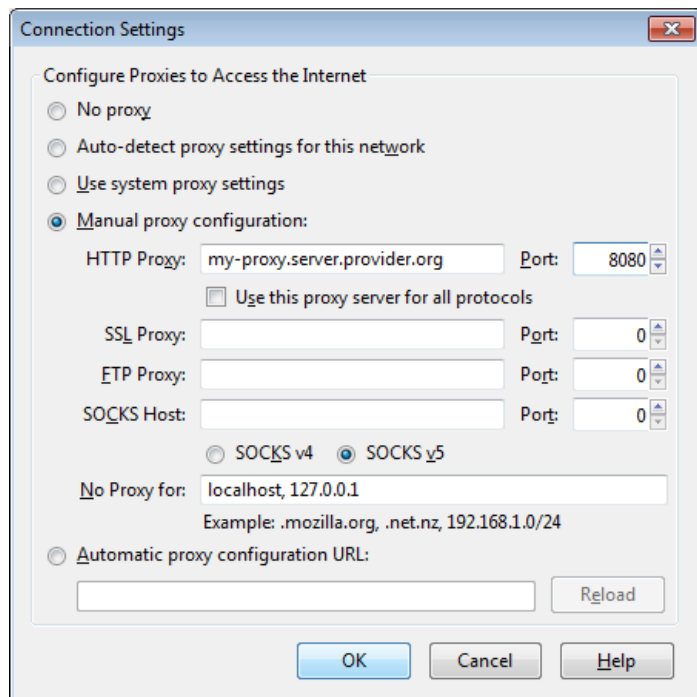 Connection Settings
Configure Proxies to Access the Internet
No proxy
Auto-detect proxy settings for this network
Use system proxy settings
Manual proxy configuration:
HTTP Proxy: my-proxy.server.provider.org Port: 8080
Use this proxy server for all protocols
SSL Proxy: Port: 0
FTP Proxy: Port: 0
SOCKS Host: Port: 0
SOCKS v4 SOCKS v5
No Proxy for: localhost, 127.0.0.1
Example: .mozilla.org, .net.nz, 192.168.1.0/24
Automatic proxy configuration URL:
Reload
OK Cancel Help